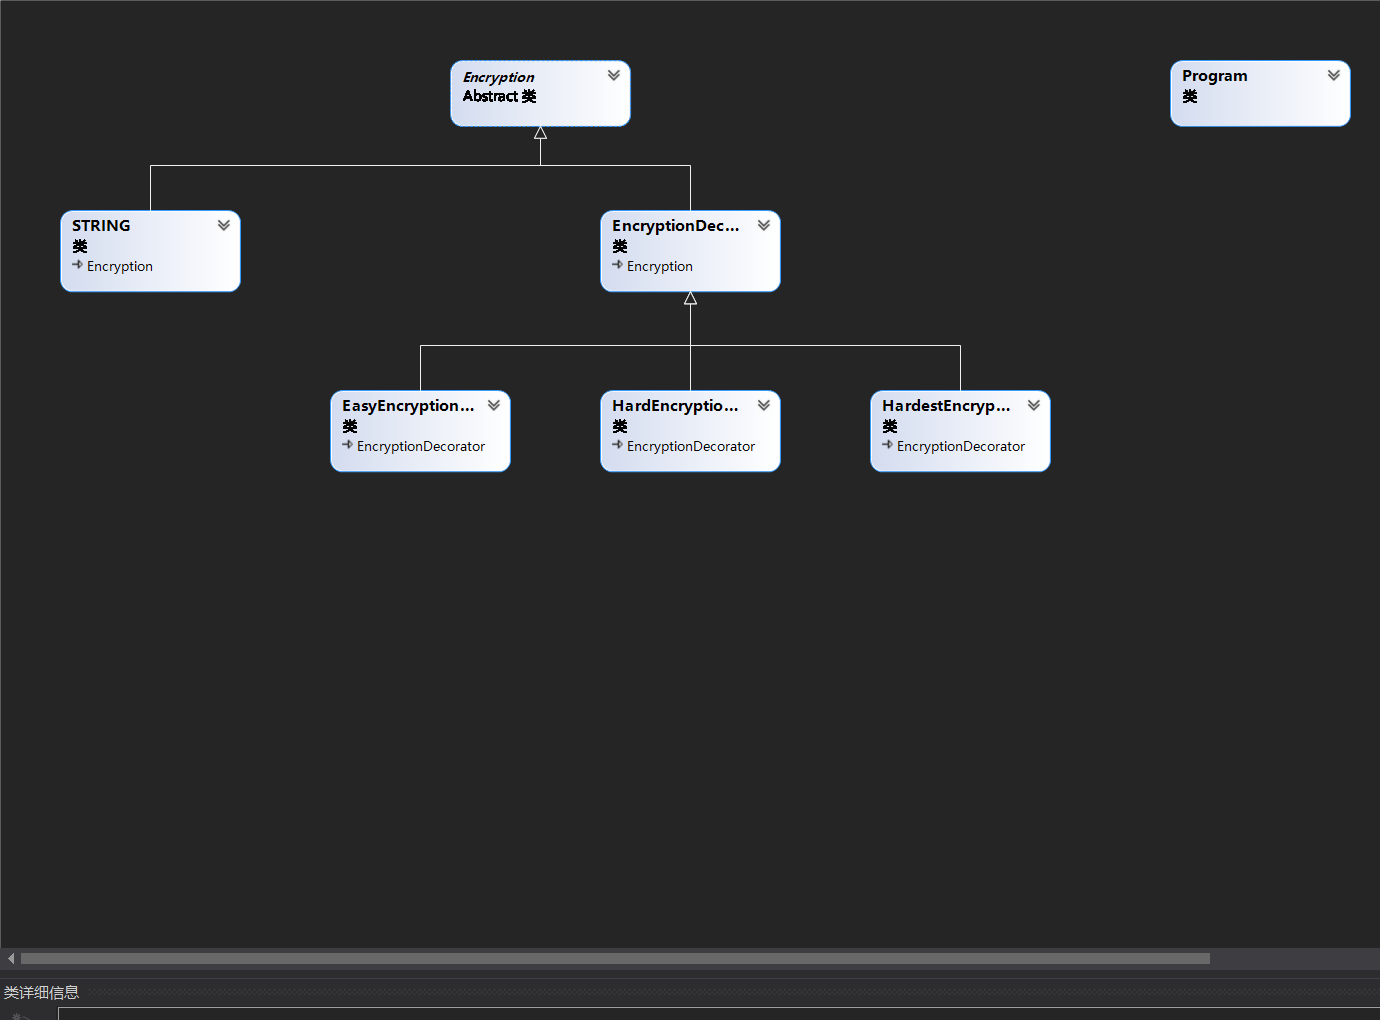 Encryption
Abstract 类
Program
类
STRING
类
Encryption
EncryptionDec...
类
Encryption
EasyEncryption...
类
EncryptionDecorator
HardEncryptio...
类
EncryptionDecorator
HardestEncryp...
类
EncryptionDecorator
类详细信息